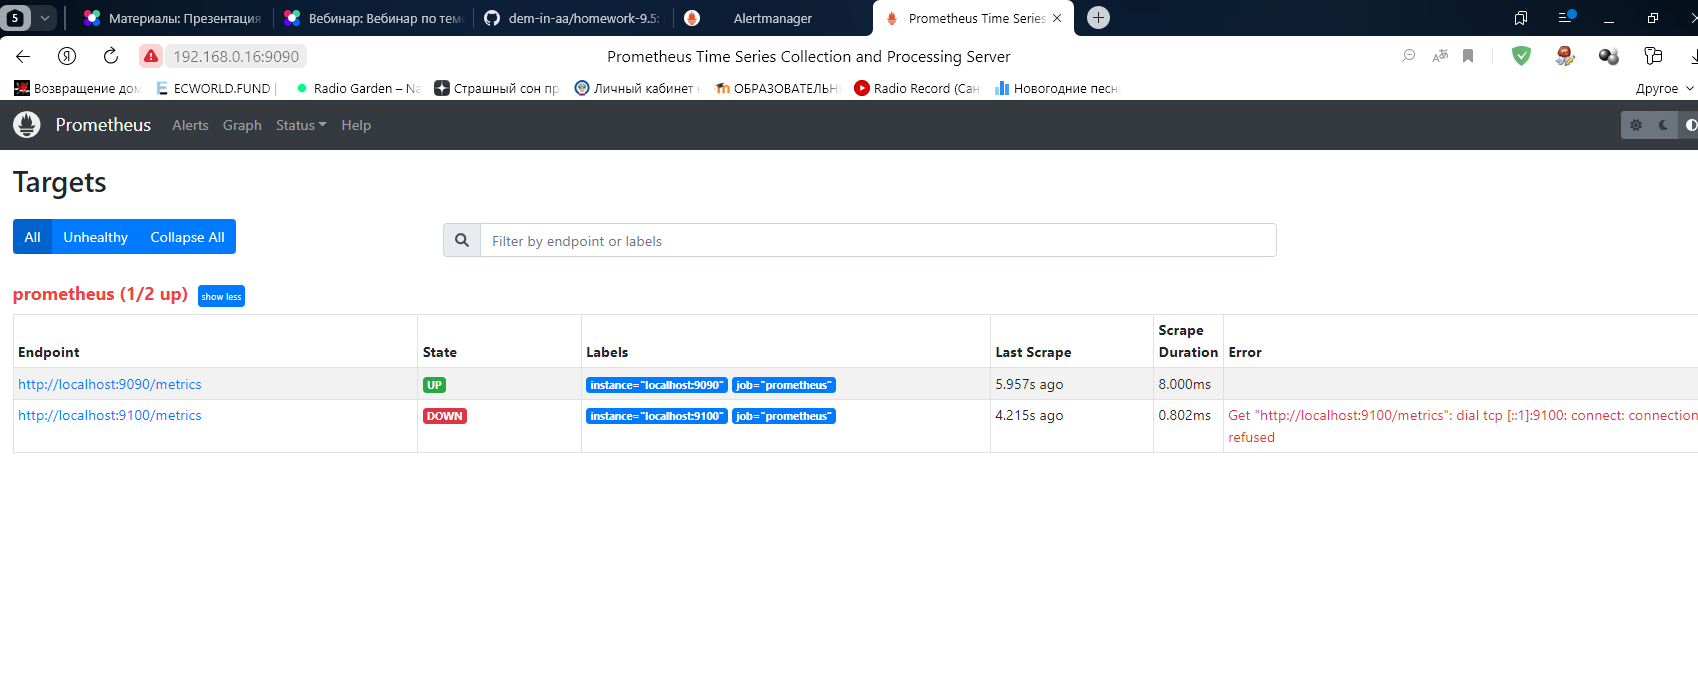 5
Материалы: Презентация
Вебинар: Вебинар по тем
dem-in-aa/homework-9.5:
Alertmanager
Prometheus Time Series
192.168.0.16:9090
Prometheus Time Series Collection and Processing Server
Возвращение дом
ECWORLD.FUND |
Radio Garden – Na
Страшный сон пр
Личный кабинет
ОБРАЗОВАТЕЛЬН
Radio Record (Сан
Новогодние песн
Другое
Prometheus
Alerts
Graph
Status
Help
Targets
All
Unhealthy
Collapse All
Filter by endpoint or labels
prometheus (1/2 up)
show less
Endpoint
State
Labels
Last Scrape
Scrape
Duration
Error
http://localhost:9090/metrics
UP
instance="localhost:9090"
job="prometheus"
5.957s ago
8.000ms
http://localhost:9100/metrics
DOWN
instance="localhost:9100"
job="prometheus"
4.215s ago
0.802ms
Get "http://localhost:9100/metrics": dial tcp [::1]:9100: connect: connection
refused